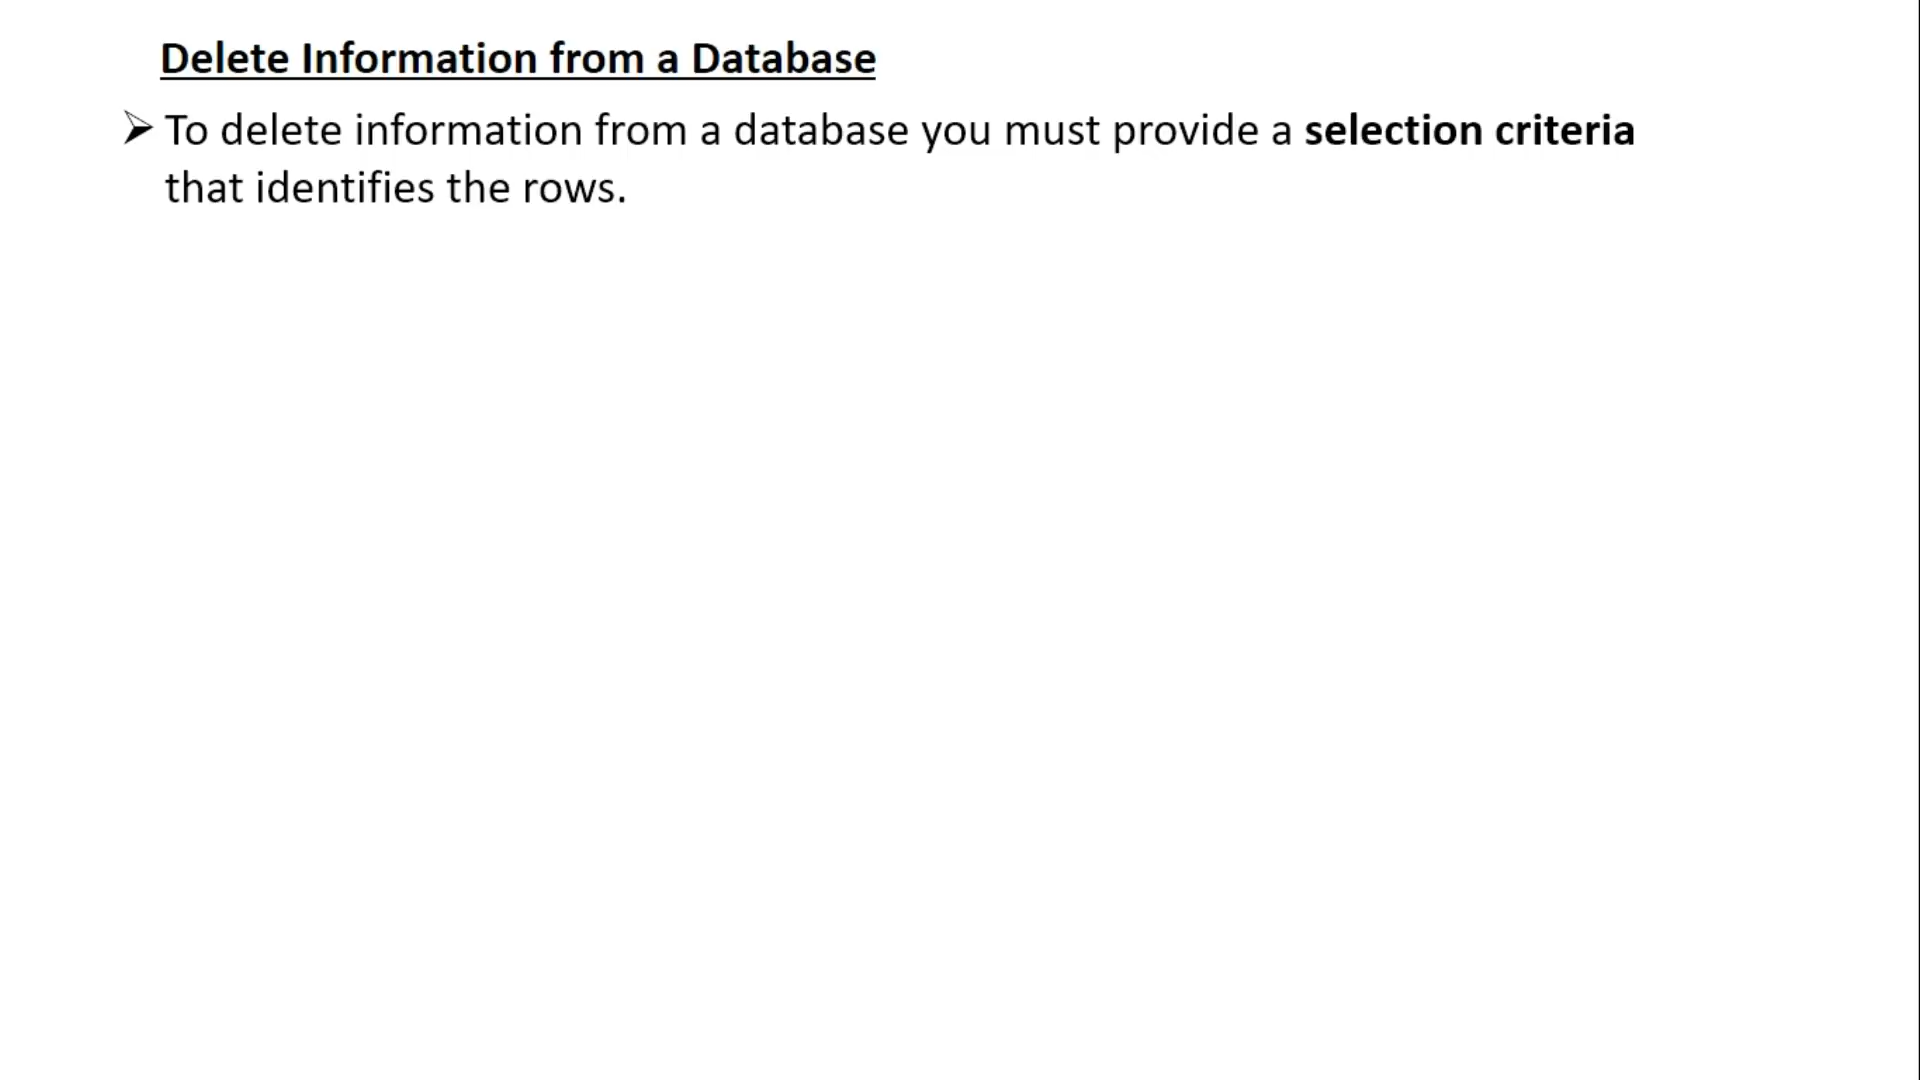 Delete Information from a Database
➢ To delete information from a database you must provide a selection criteria
that identifies the rows.